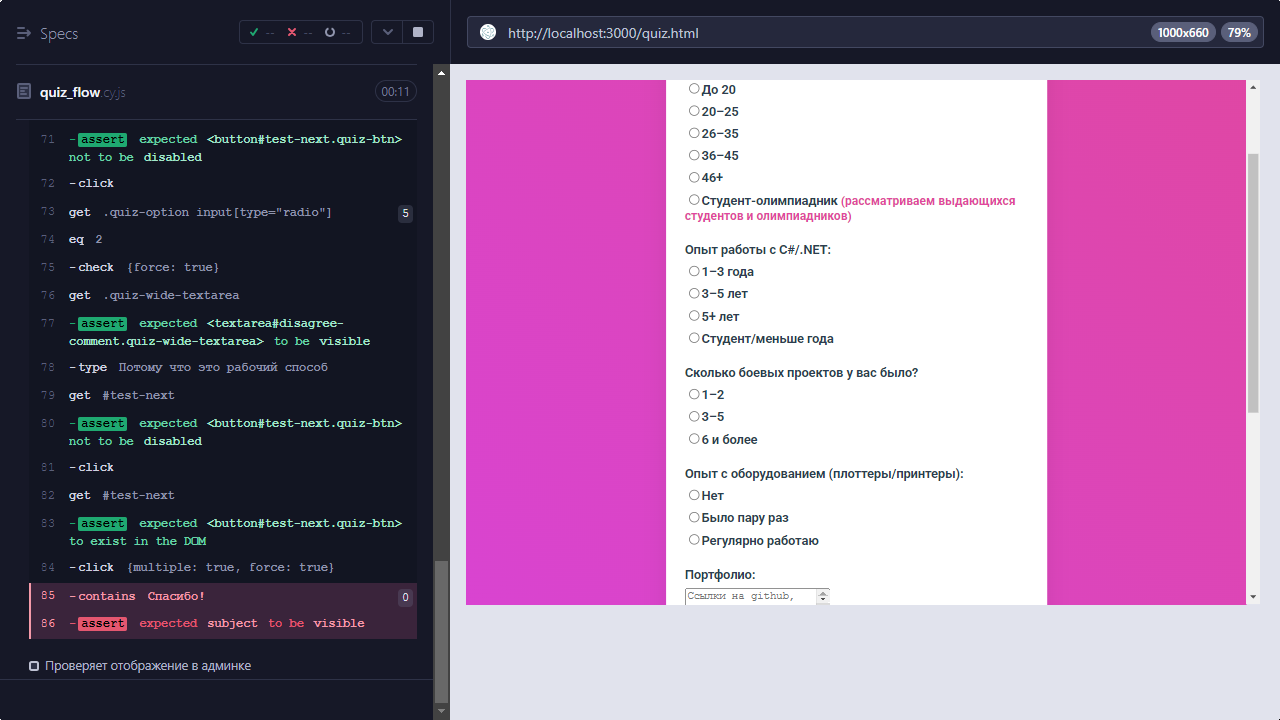 Specs
-- -- --
http://localhost:3000/quiz.html
1000x660
79%
quiz_flow.cy.js
00:11
71 -assert expected <button#test-next.quiz-btn>
not to be disabled
72 -click
73 get .quiz-option input[type="radio"] 5
74 eq 2
75 -check {force: true}
76 get .quiz-wide-textarea
77 -assert expected <textarea#disagree-
comment.quiz-wide-textarea> to be visible
78 -type Потому что это рабочий способ
79 get #test-next
80 -assert expected <button#test-next.quiz-btn>
not to be disabled
81 -click
82 get #test-next
83 -assert expected <button#test-next.quiz-btn>
to exist in the DOM
84 -click {multiple: true, force: true}
85 -contains Спасибо! 0
86 -assert expected subject to be visible
Проверяет отображение в админке
До 20
20–25
26–35
36–45
46+
Студент-олимпиадник (рассматриваем выдающихся
студентов и олимпиадников)
Опыт работы с C#/.NET:
1–3 года
3–5 лет
5+ лет
Студент/меньше года
Сколько боевых проектов у вас было?
1–2
3–5
6 и более
Опыт с оборудованием (плоттеры/принтеры):
Нет
Было пару раз
Регулярно работаю
Портфолио:
Ссылки на github,